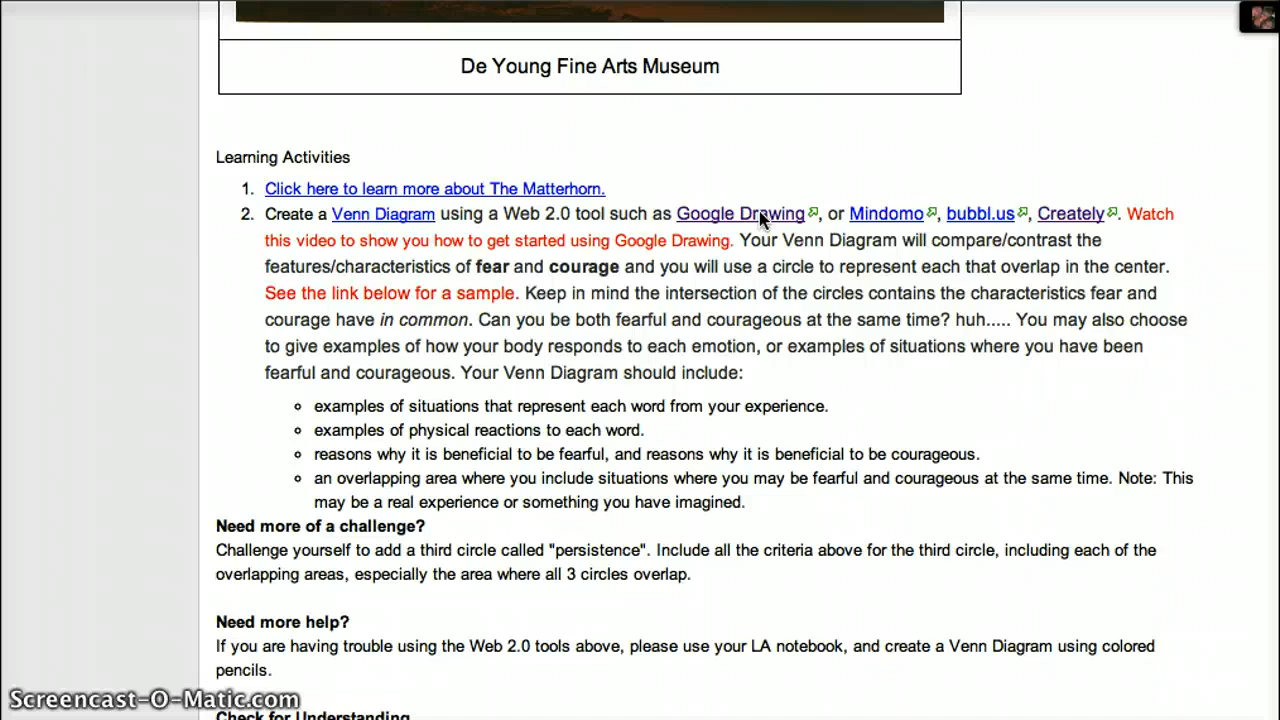 De Young Fine Arts Museum
Learning Activities
1. Click here to learn more about The Matterhorn.
2. Create a Venn Diagram using a Web 2.0 tool such as Google Drawing, or Mindomo, bubbl.us, Creately. Watch
this video to show you how to get started using Google Drawing. Your Venn Diagram will compare/contrast the
features/characteristics of fear and courage and you will use a circle to represent each that overlap in the center.
See the link below for a sample. Keep in mind the intersection of the circles contains the characteristics fear and
courage have in common. Can you be both fearful and courageous at the same time? huh..... You may also choose
to give examples of how your body responds to each emotion, or examples of situations where you have been
fearful and courageous. Your Venn Diagram should include:
examples of situations that represent each word from your experience.
examples of physical reactions to each word.
reasons why it is beneficial to be fearful, and reasons why it is beneficial to be courageous.
an overlapping area where you include situations where you may be fearful and courageous at the same time. Note: This
may be a real experience or something you have imagined.
Need more of a challenge?
Challenge yourself to add a third circle called "persistence". Include all the criteria above for the third circle, including each of the
overlapping areas, especially the area where all 3 circles overlap.
Need more help?
If you are having trouble using the Web 2.0 tools above, please use your LA notebook, and create a Venn Diagram using colored
pencils.
Screencast-O-Matic.com
Check for Understanding